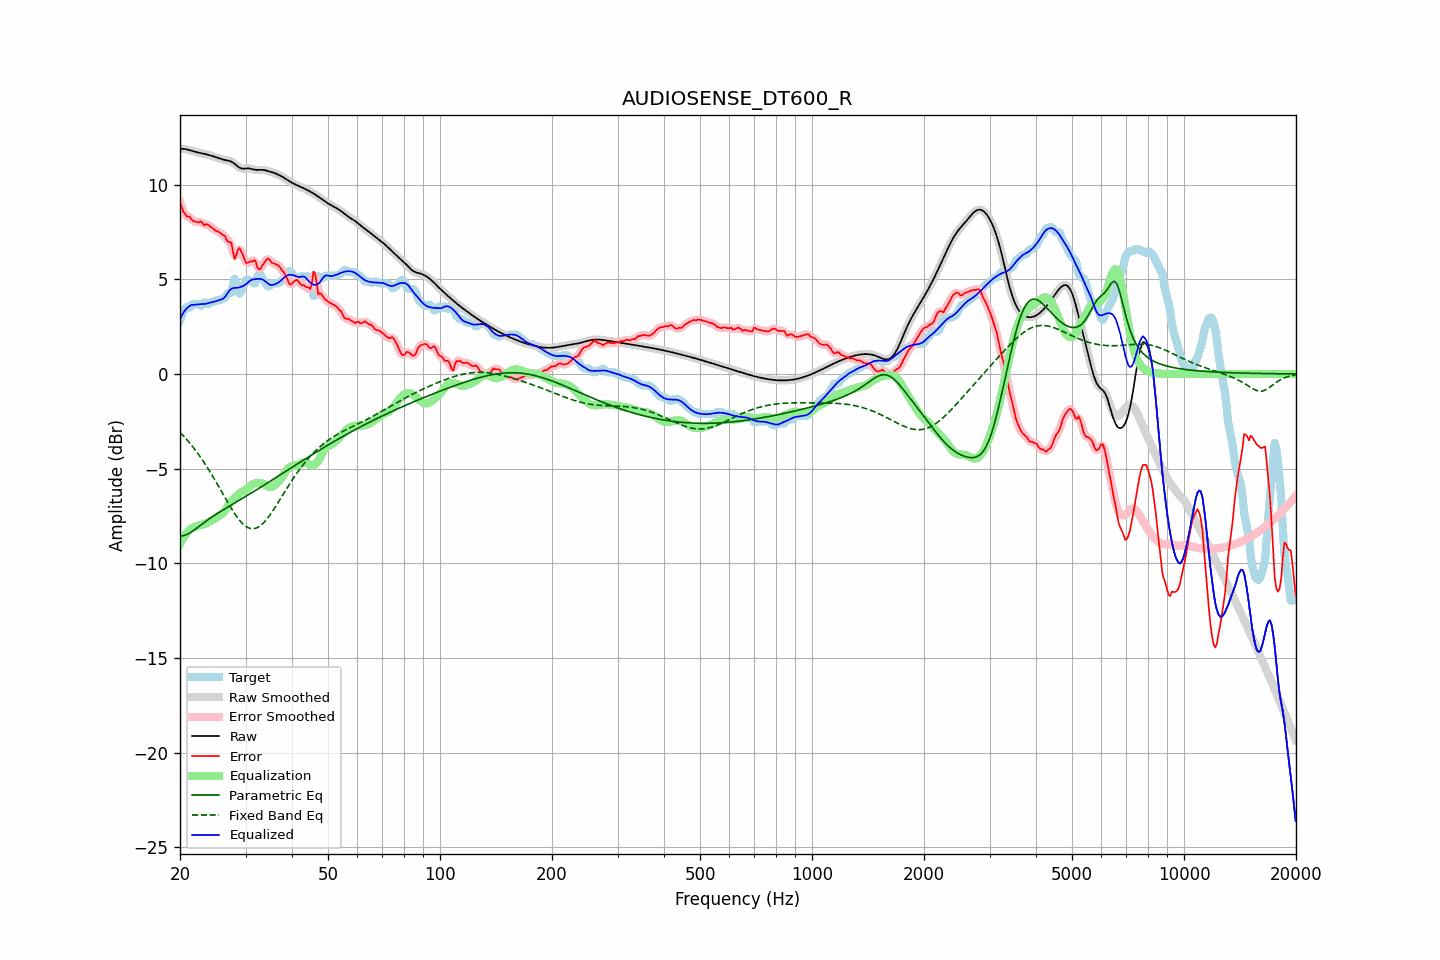 AUDIOSENSE_DT600_R
Amplitude (dBr)
10
5
0
−5
−10
−15
−20
−25
Target
Raw Smoothed
Error Smoothed
Raw
Error
Equalization
Parametric Eq
Fixed Band Eq
Equalized
20 50 100 200 500 1000 2000 5000 10000 20000
Frequency (Hz)